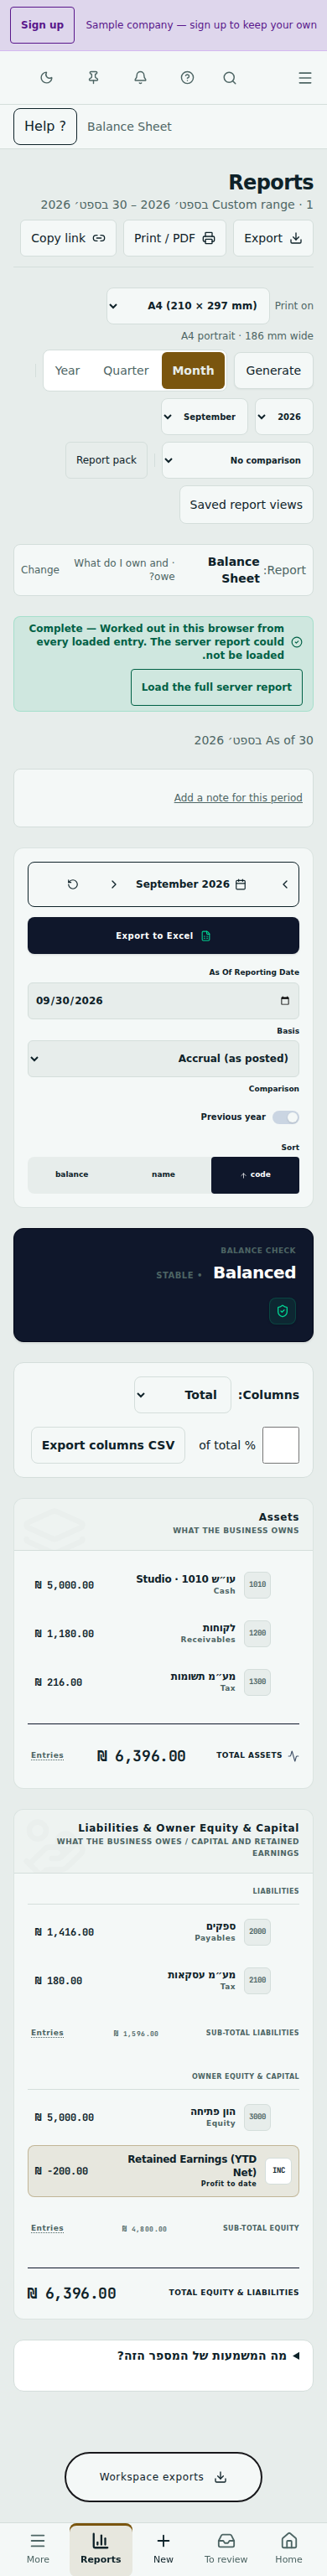 Sign up
Sample company — sign up to keep your own
Help ?
Balance Sheet
Reports
Custom range · 1 בספט׳ 2026 – 30 בספט׳ 2026
Copy link
Print / PDF
Export
Print on
A4 (210 × 297 mm)
A4 portrait · 186 mm wide
Year
Quarter
Month
Generate
September
2026
Report pack
No comparison
Saved report views
Report:
Balance Sheet
· What do I own and owe?
Change
Complete — Worked out in this browser from every loaded entry. The server report could not be loaded.
Load the full server report
As of 30 בספט׳ 2026
Add a note for this period
September 2026
Export to Excel
As Of Reporting Date
09/30/2026
Basis
Accrual (as posted)
Comparison
Previous year
Sort
balance
name
↑ code
BALANCE CHECK
Balanced
• STABLE
Columns:
Total
% of total
Export columns CSV
Assets
WHAT THE BUSINESS OWNS
1010
עו״ש Studio · 1010
Cash
₪ 5,000.00
1200
לקוחות
Receivables
₪ 1,180.00
1300
מע״מ תשומות
Tax
₪ 216.00
TOTAL ASSETS
₪ 6,396.00
Entries
Liabilities & Owner Equity & Capital
WHAT THE BUSINESS OWES / CAPITAL AND RETAINED
EARNINGS
LIABILITIES
2000
ספקים
Payables
₪ 1,416.00
2100
מע״מ עסקאות
Tax
₪ 180.00
SUB-TOTAL LIABILITIES
₪ 1,596.00
Entries
OWNER EQUITY & CAPITAL
3000
הון פתיחה
Equity
₪ 5,000.00
INC
Retained Earnings (YTD
Net)
Profit to date
₪ -200.00
SUB-TOTAL EQUITY
₪ 4,800.00
Entries
TOTAL EQUITY & LIABILITIES
₪ 6,396.00
מה המשמעות של המספר הזה?
Workspace exports
More
Reports
New
To review
Home